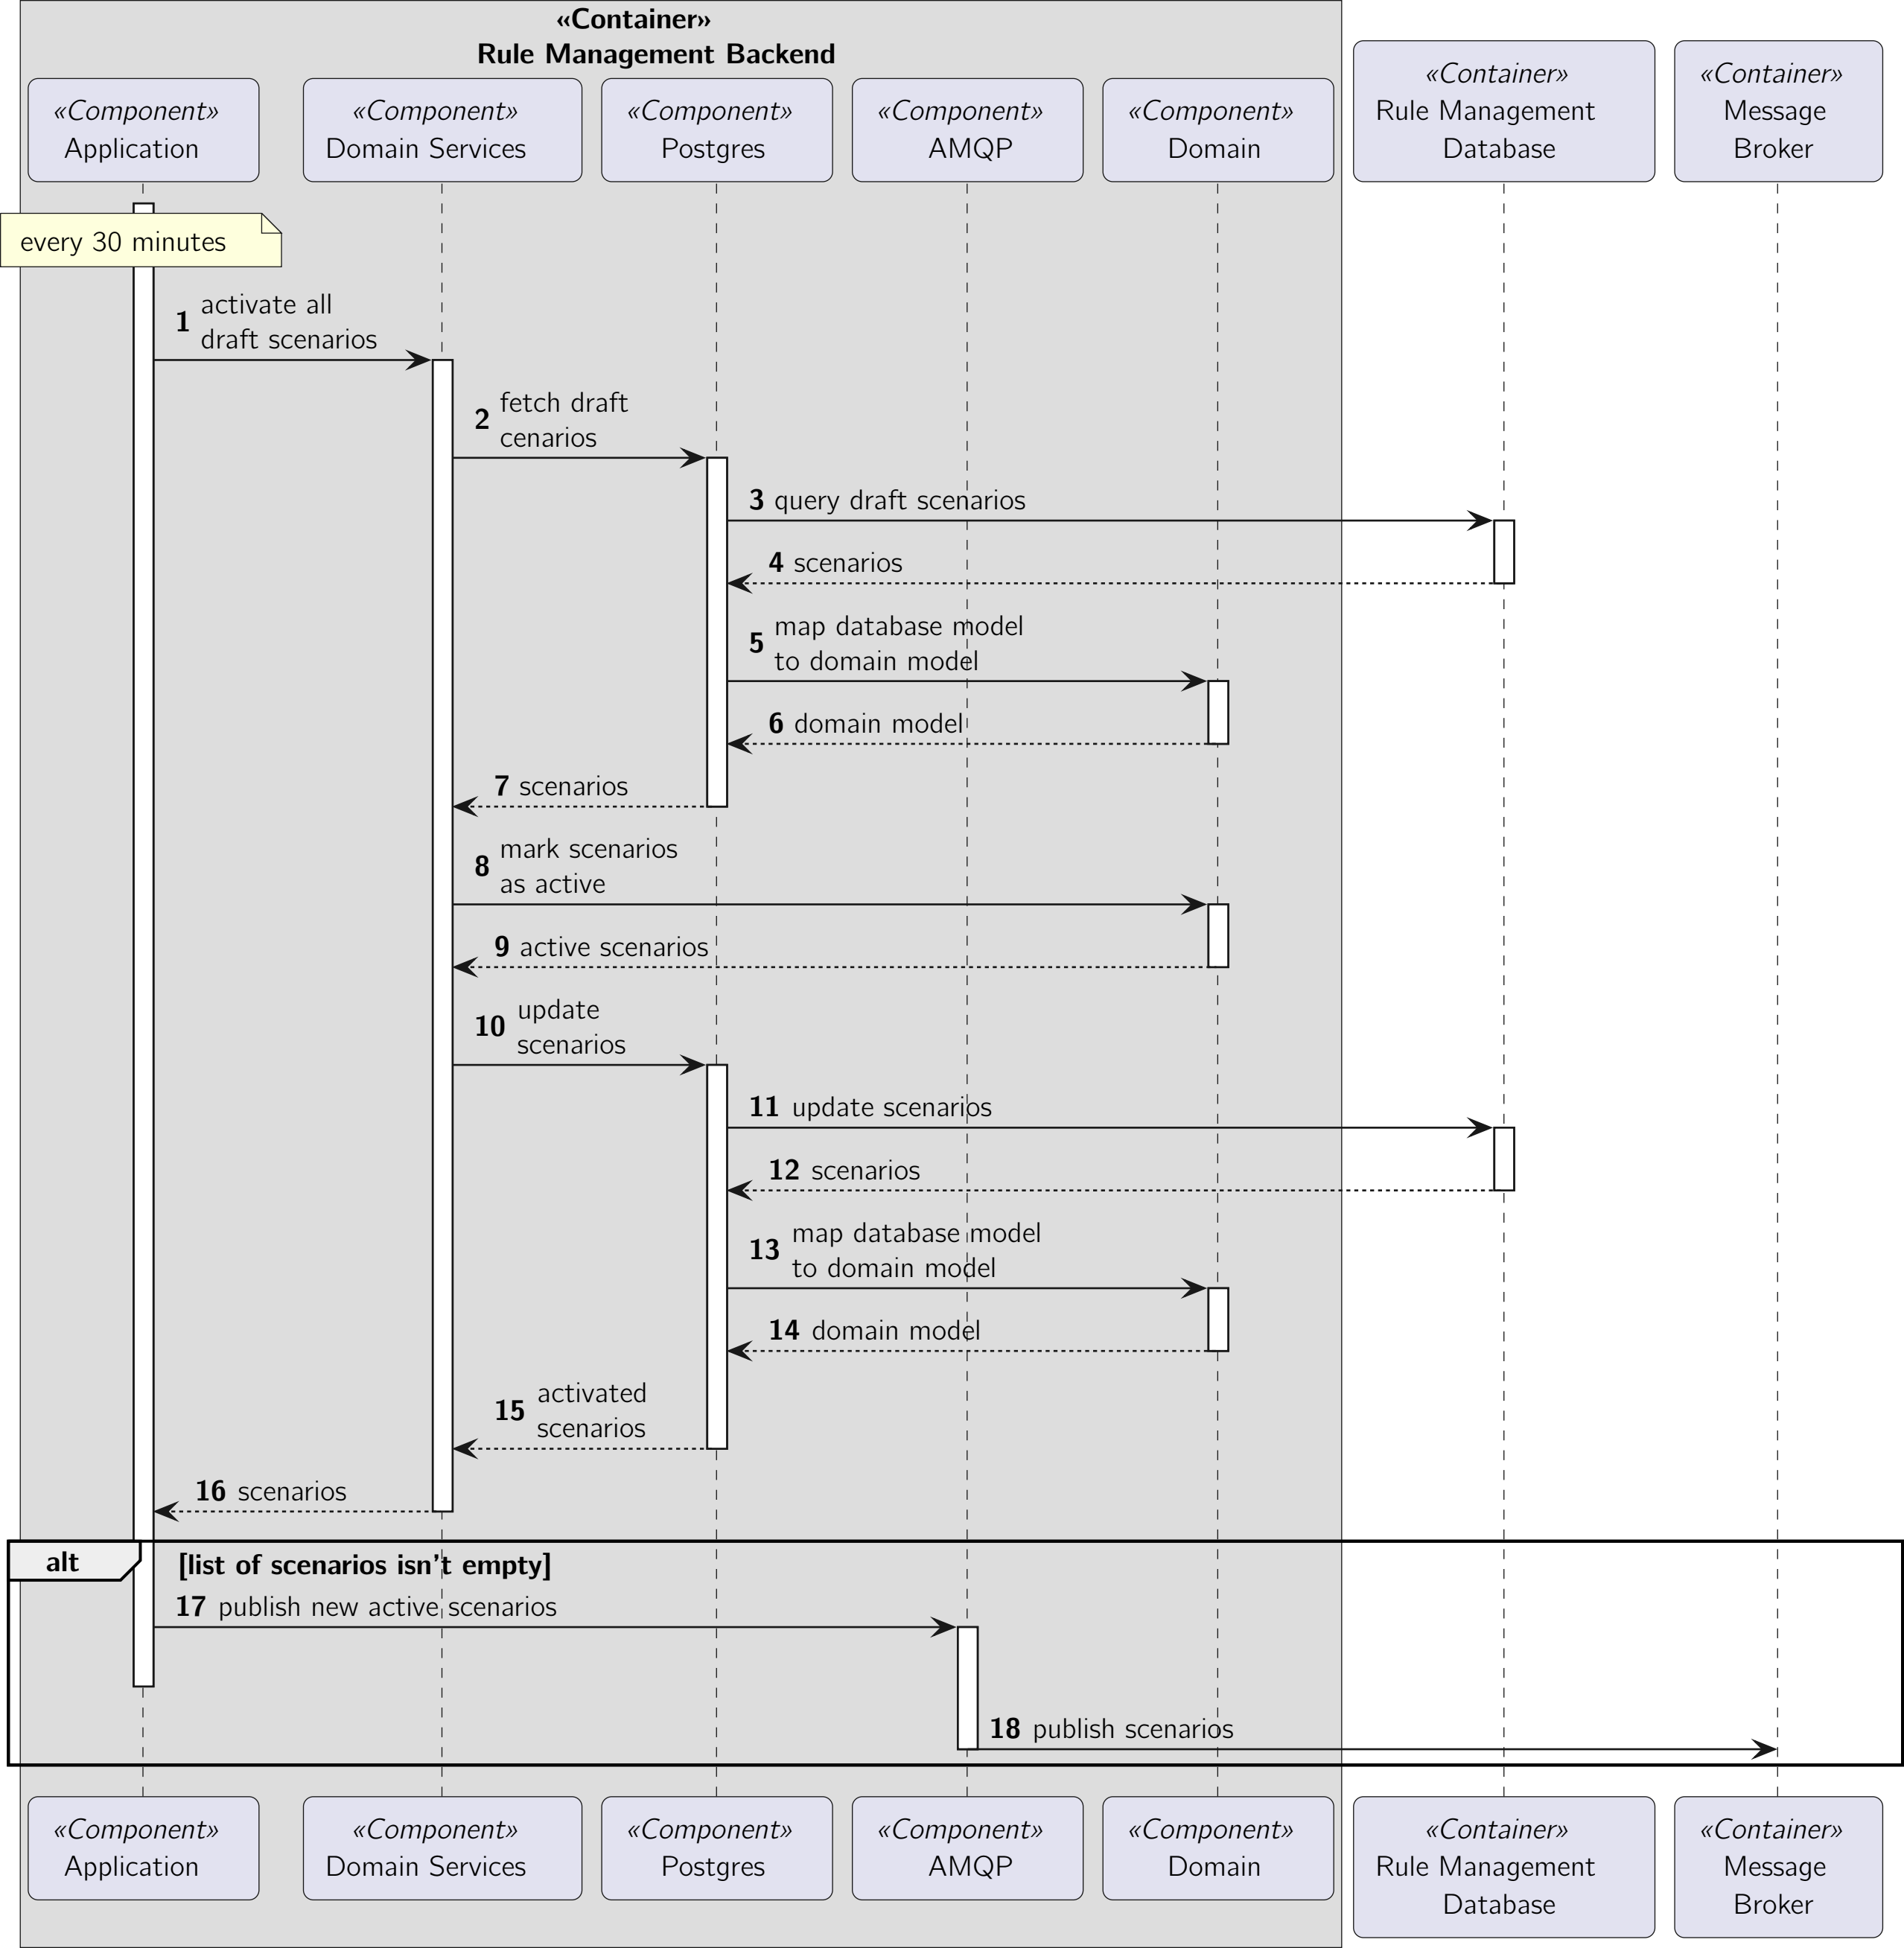 «Container»
Rule Management Backend
«Component»
Application
«Component»
Domain Services
«Component»
Postgres
«Component»
AMQP
«Component»
Domain
«Container»
Rule Management
Database
«Container»
Message
Broker
every 30 minutes
1 activate all
draft scenarios
2 fetch draft
cenarios
3 query draft scenarios
4 scenarios
5 map database model
to domain model
6 domain model
7 scenarios
8 mark scenarios
as active
9 active scenarios
10 update
scenarios
11 update scenarios
12 scenarios
13 map database model
to domain model
14 domain model
15 activated
scenarios
16 scenarios
alt [list of scenarios isn't empty]
17 publish new active scenarios
18 publish scenarios
«Component»
Application
«Component»
Domain Services
«Component»
Postgres
«Component»
AMQP
«Component»
Domain
«Container»
Rule Management
Database
«Container»
Message
Broker